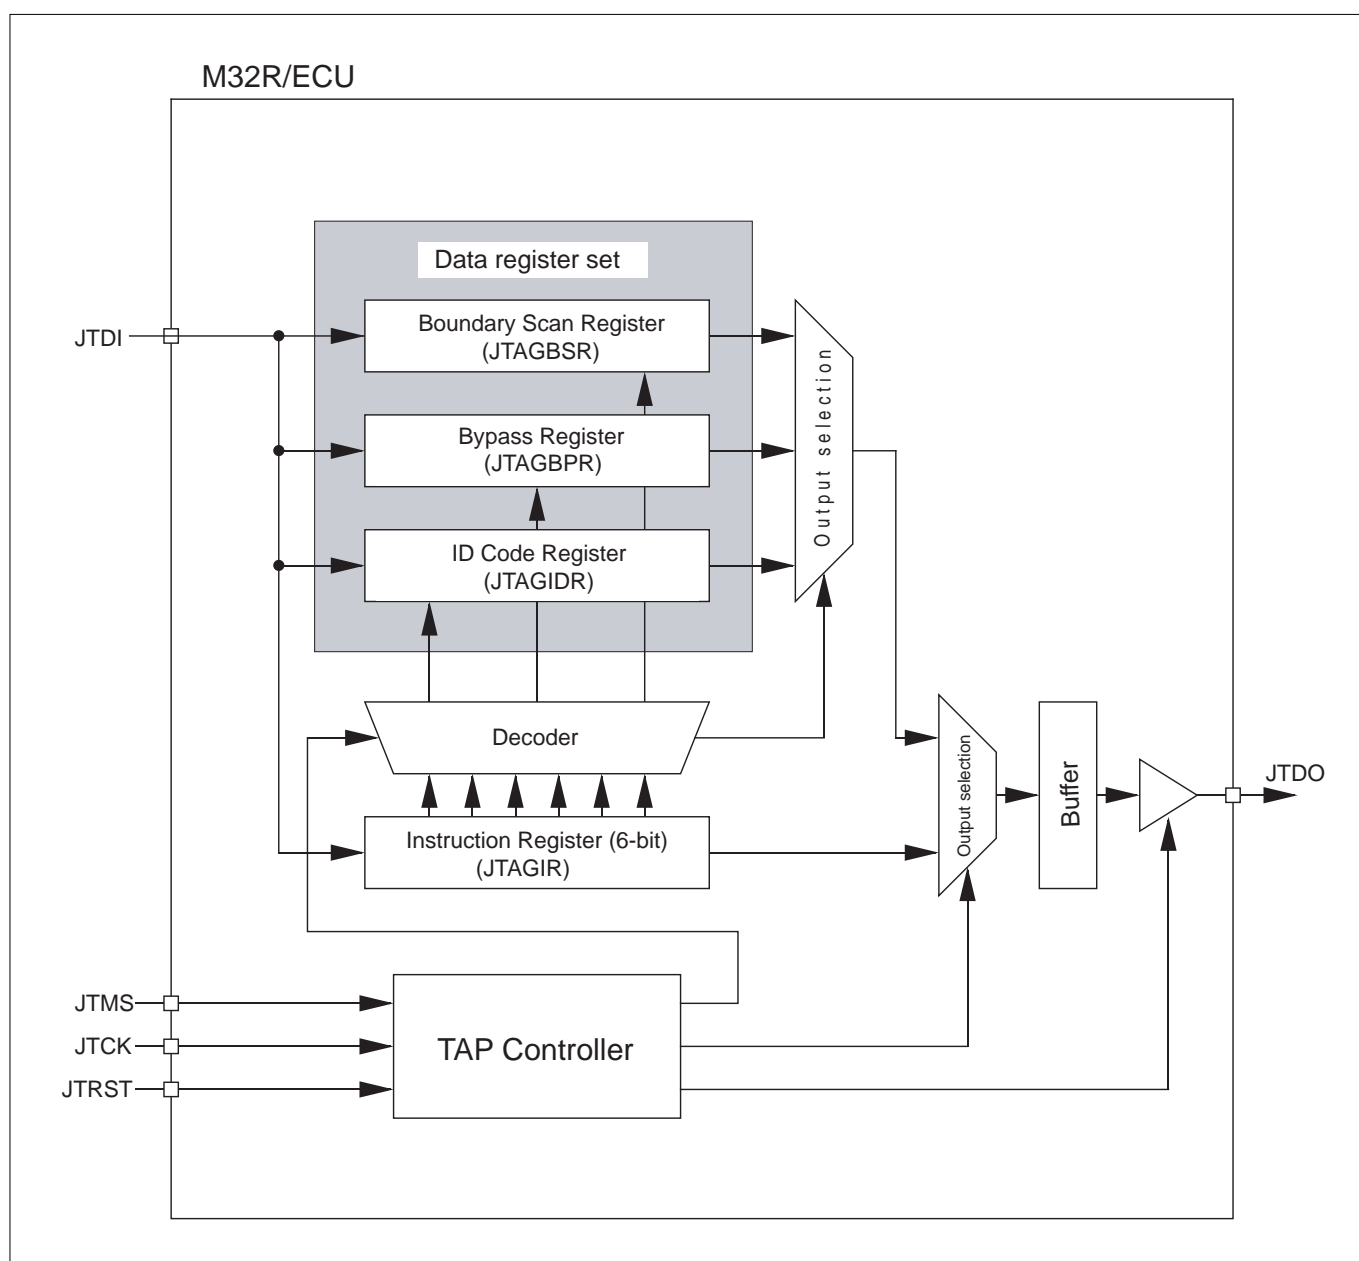 M32R/ECU
Data register set
Boundary Scan Register
(JTAGBSR)
JTDI
Bypass Register
(JTAGBPR)
Output selection
ID Code Register
(JTAGIDR)
Decoder
Output selection
Buffer
JTDO
Instruction Register (6-bit)
(JTAGIR)
JTMS
JTCK
TAP Controller
JTRST